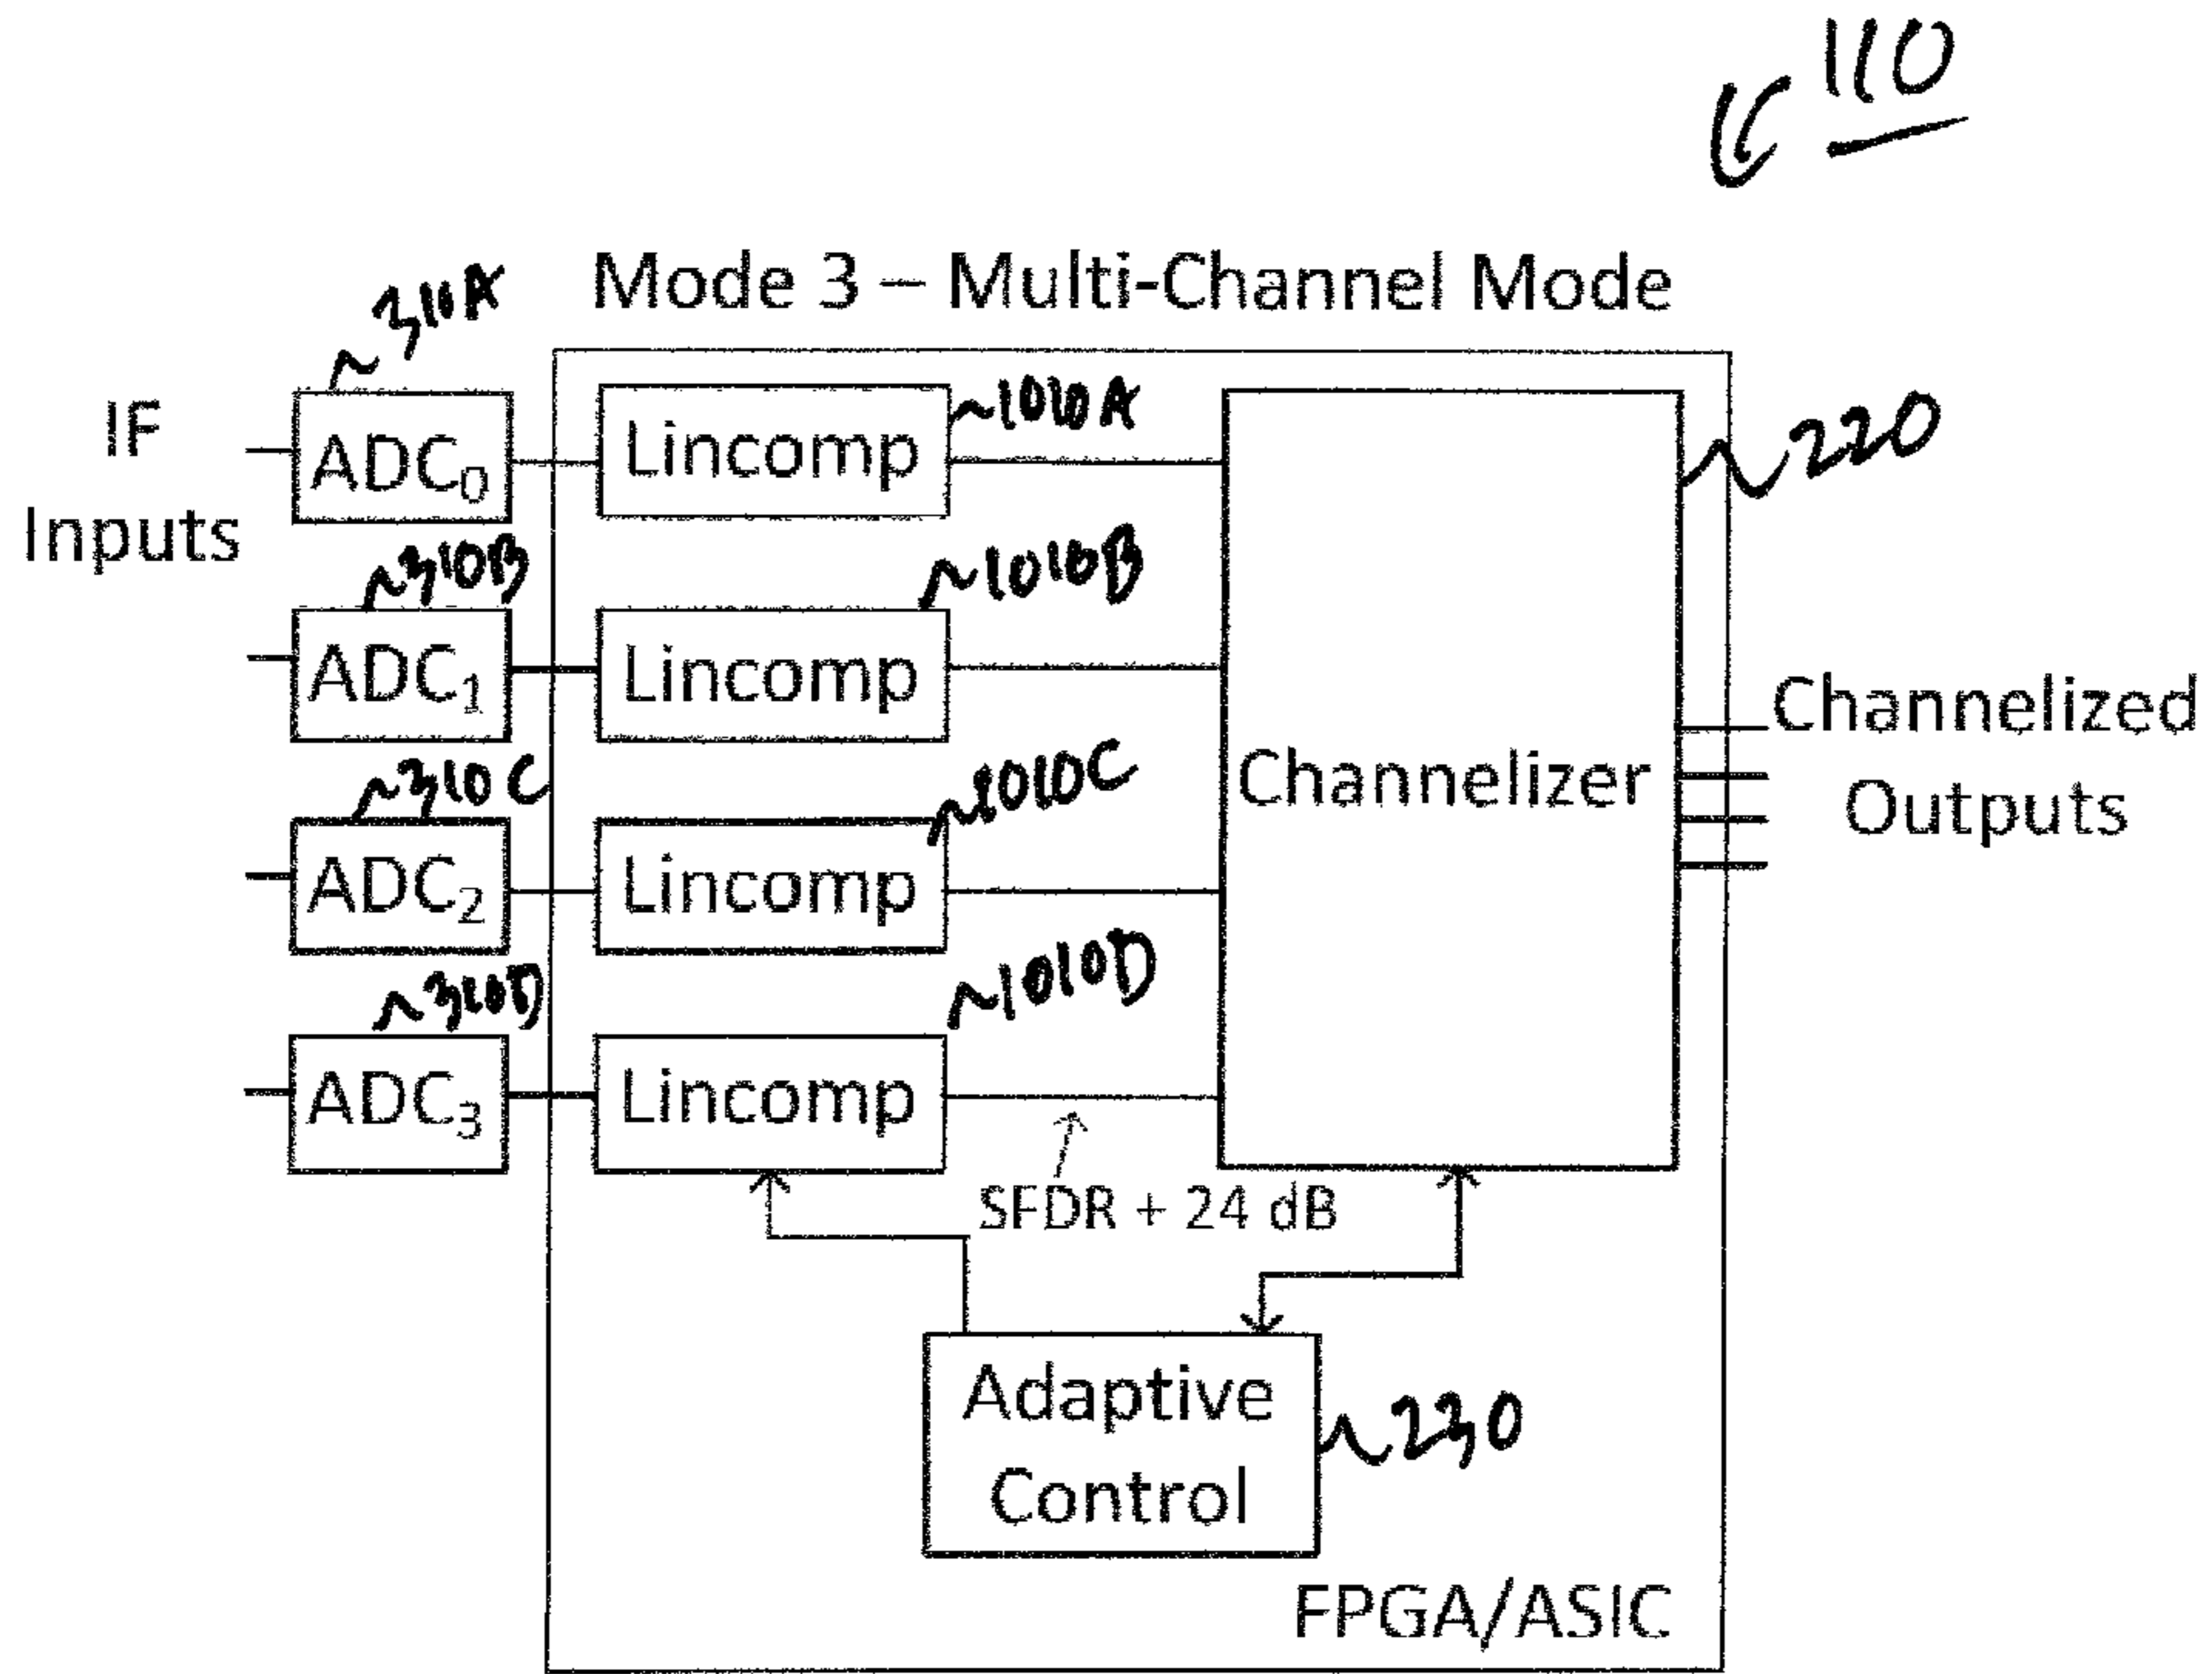 110
Mode 3 – Multi-Channel Mode
~310A
IF
Inputs
ADC0
Lincomp
~1010A
220
~310B
ADC1
Lincomp
~1010B
Channelizer
Channelized
Outputs
~310C
ADC2
Lincomp
~1010C
~310D
ADC3
Lincomp
~1010D
SFDR + 24 dB
Adaptive
Control
230
FPGA/ASIC